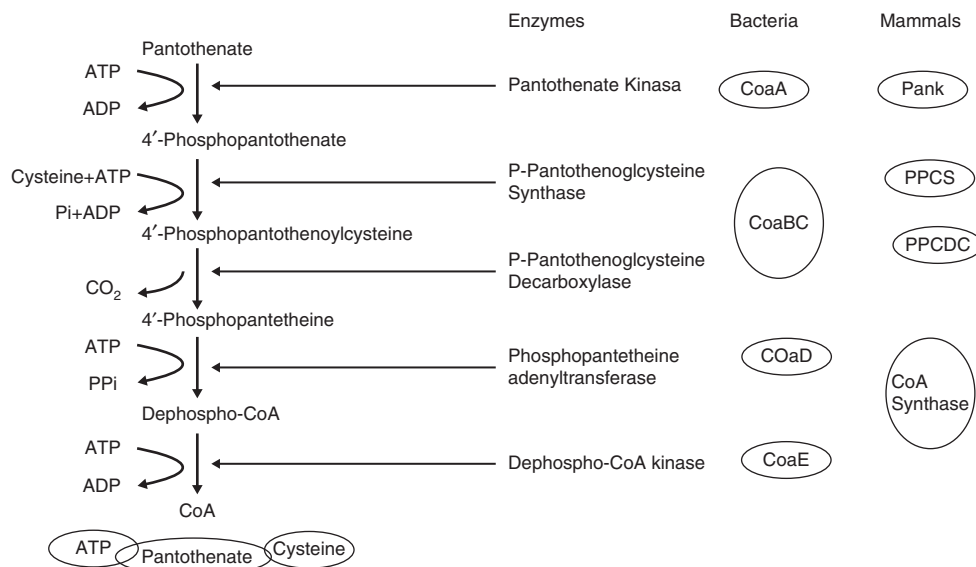 Enzymes Bacteria Mammals
Pantothenate
ATP
Pantothenate Kinasa CoaA Pank
ADP
4′-Phosphopantothenate
Cysteine+ATP
P-Pantothenoglcysteine
Synthase
PPCS
Pi+ADP
CoaBC
4′-Phosphopantothenoylcysteine
PPCDC
P-Pantothenoglcysteine
Decarboxylase
CO2
4′-Phosphopantetheine
ATP
Phosphopantetheine
adenyltransferase
COaD
PPi
CoA
Synthase
Dephospho-CoA
ATP
Dephospho-CoA kinase CoaE
ADP
CoA
ATP Pantothenate Cysteine